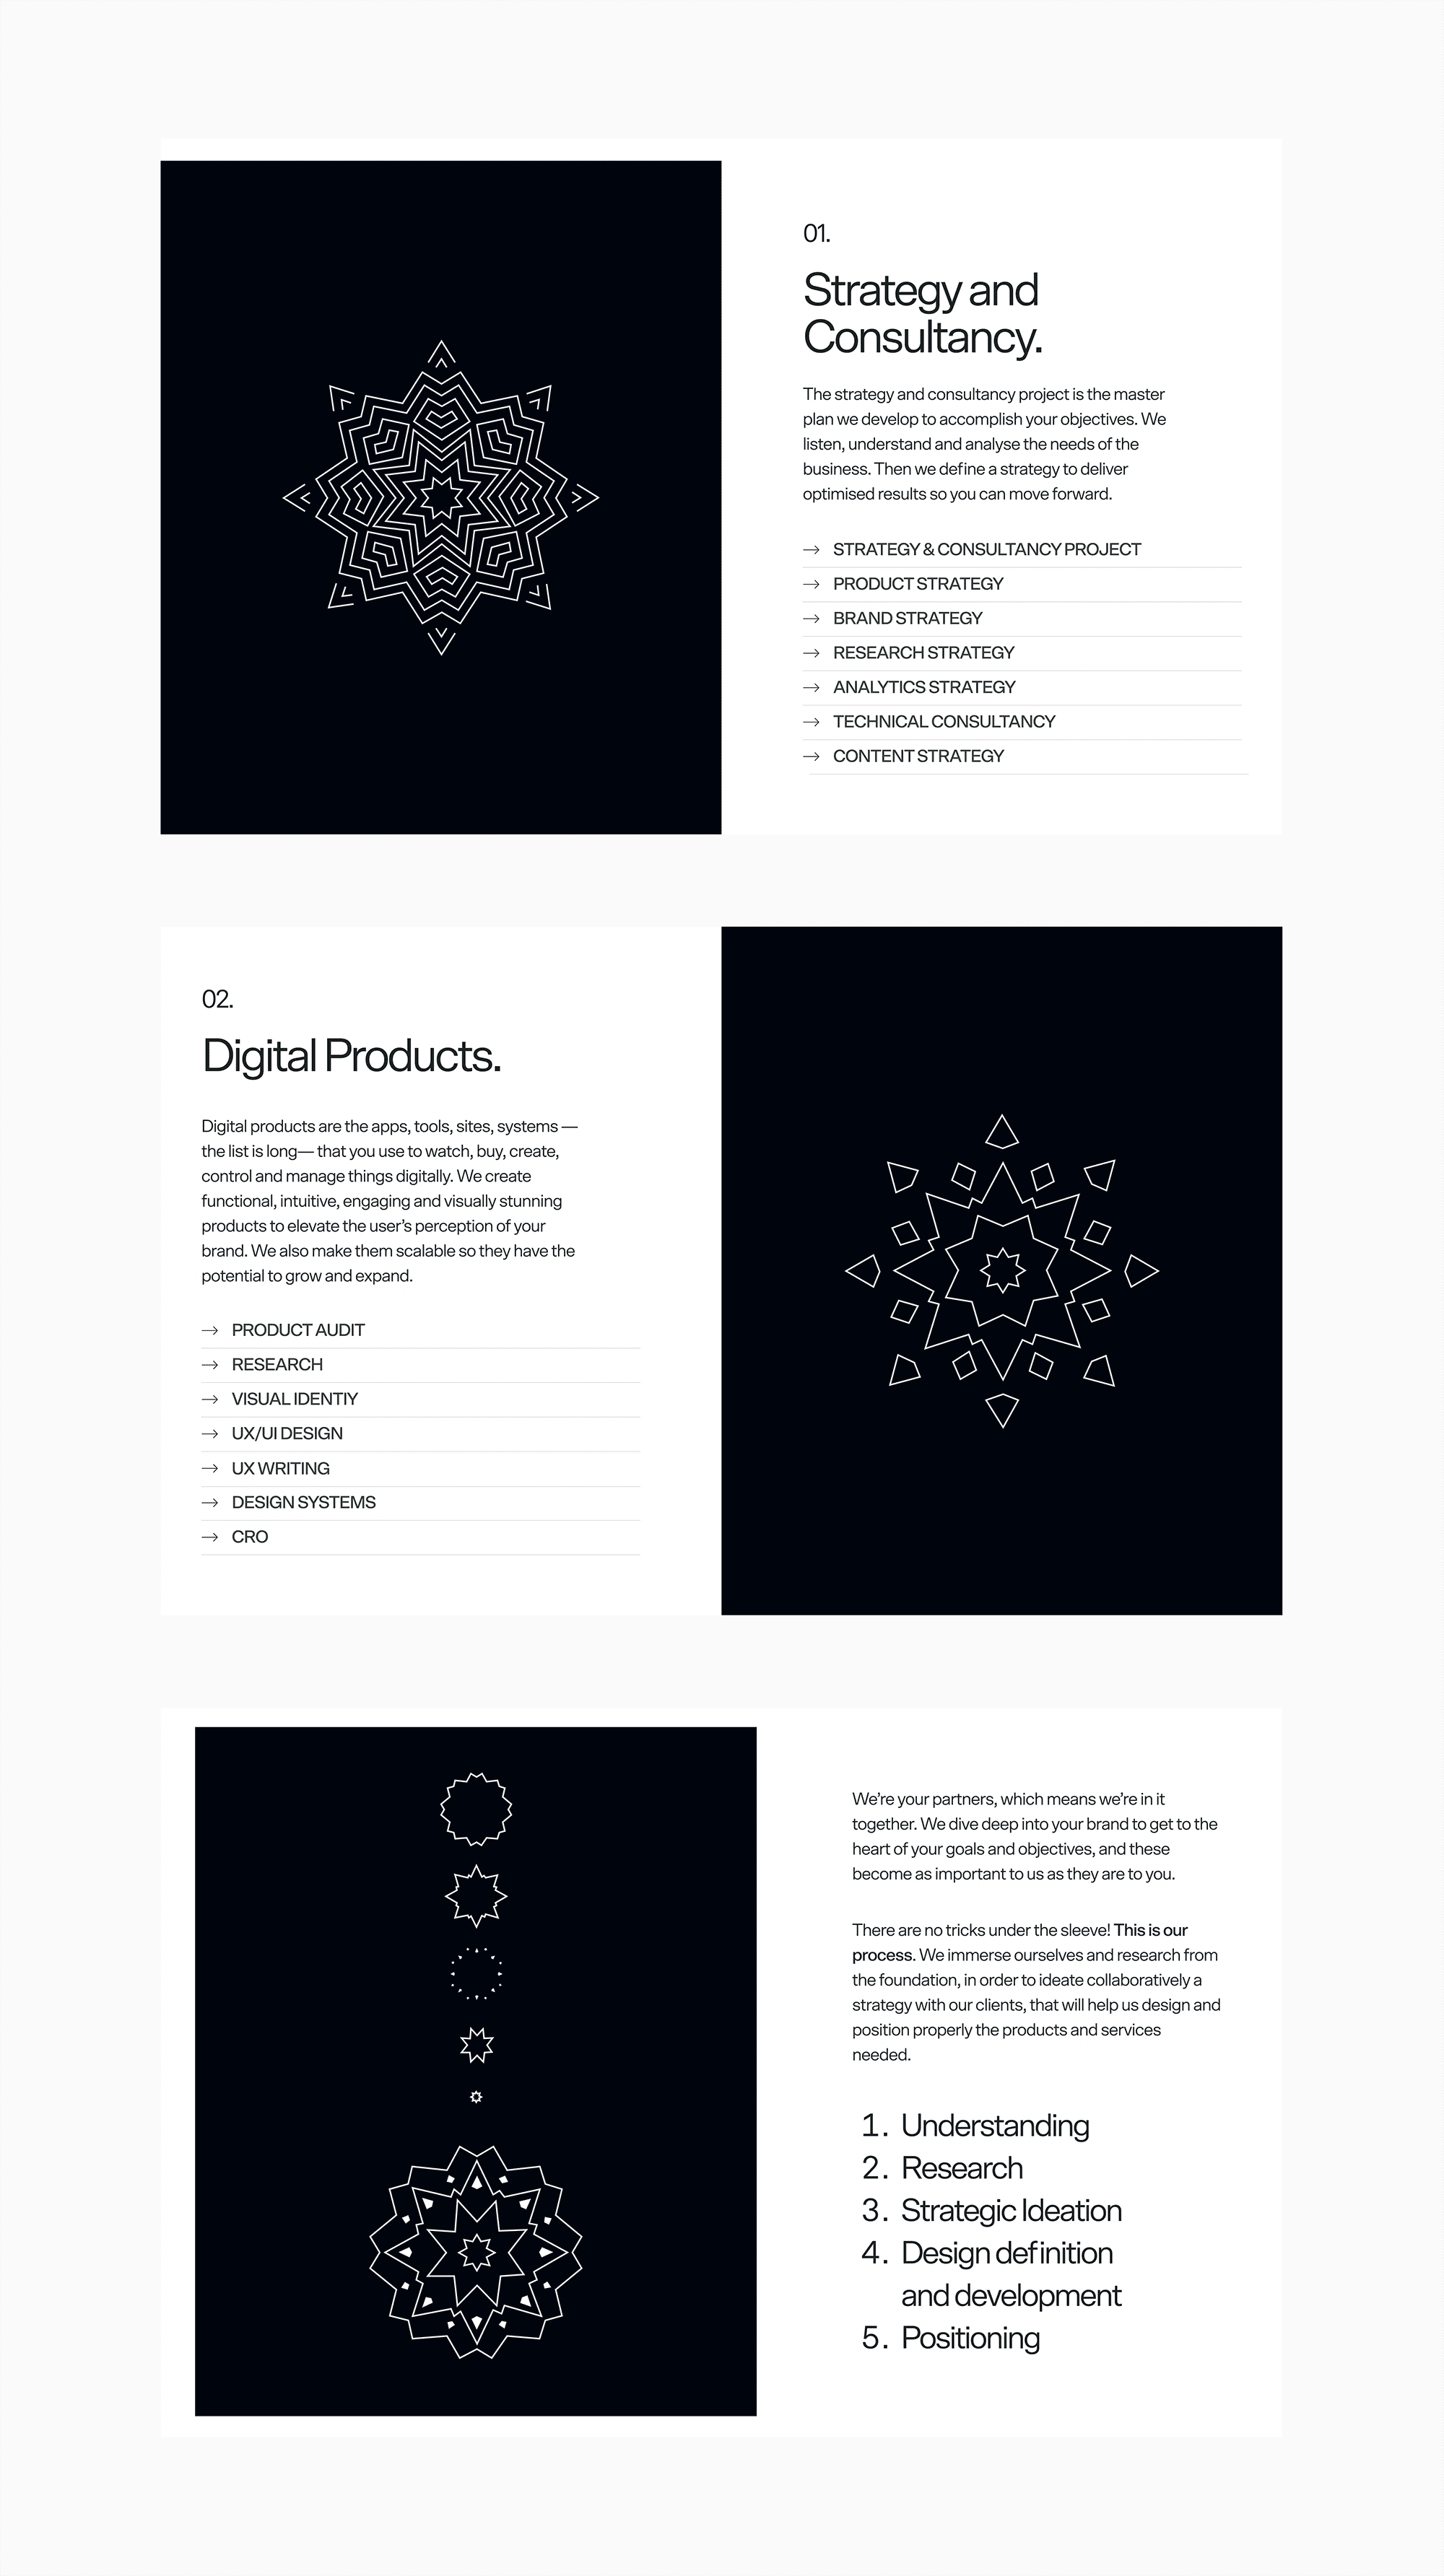 01.
Strategy and
Consultancy.
The strategy and consultancy project is the master
plan we develop to accomplish your objectives. We
listen, understand and analyse the needs of the
business. Then we define a strategy to deliver
optimised results so you can move forward.
→ STRATEGY & CONSULTANCY PROJECT
→ PRODUCT STRATEGY
→ BRAND STRATEGY
→ RESEARCH STRATEGY
→ ANALYTICS STRATEGY
→ TECHNICAL CONSULTANCY
→ CONTENT STRATEGY
02.
Digital Products.
Digital products are the apps, tools, sites, systems —
the list is long— that you use to watch, buy, create,
control and manage things digitally. We create
functional, intuitive, engaging and visually stunning
products to elevate the user’s perception of your
brand. We also make them scalable so they have the
potential to grow and expand.
→ PRODUCT AUDIT
→ RESEARCH
→ VISUAL IDENTIY
→ UX/UI DESIGN
→ UX WRITING
→ DESIGN SYSTEMS
→ CRO
We’re your partners, which means we’re in it
together. We dive deep into your brand to get to the
heart of your goals and objectives, and these
become as important to us as they are to you.
There are no tricks under the sleeve! This is our
process. We immerse ourselves and research from
the foundation, in order to ideate collaboratively a
strategy with our clients, that will help us design and
position properly the products and services
needed.
1. Understanding
2. Research
3. Strategic Ideation
4. Design definition
and development
5. Positioning